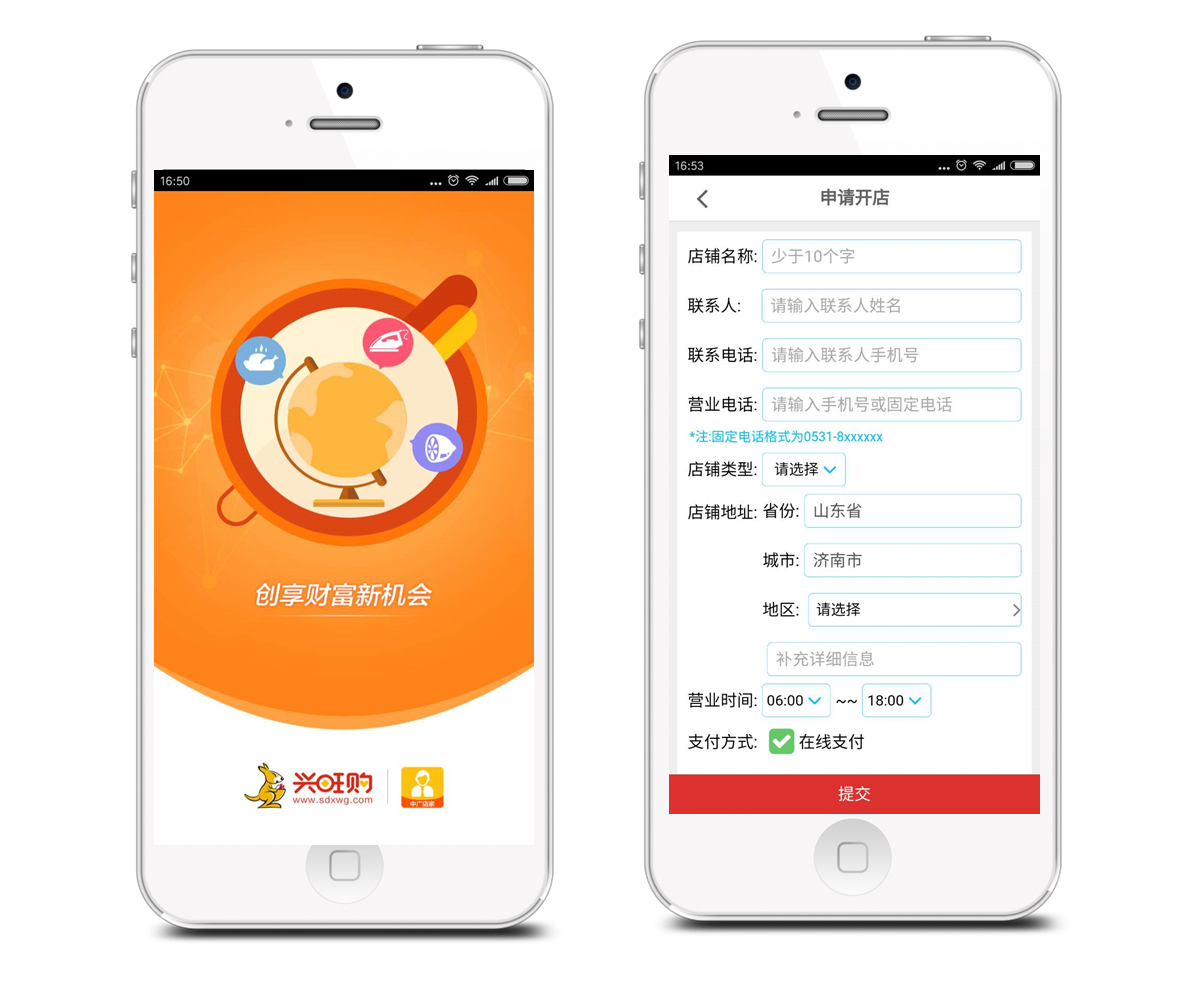 16:50
创享财富新机会
兴旺购
www.sdxwg.com
中广店家
16:53
申请开店
店铺名称: 少于10个字
联系人: 请输入联系人姓名
联系电话: 请输入联系人手机号
营业电话: 请输入手机号或固定电话
*注:固定电话格式为0531-8xxxxxx
店铺类型: 请选择
店铺地址: 省份: 山东省
城市: 济南市
地区: 请选择
补充详细信息
营业时间: 06:00 ~~ 18:00
支付方式: 在线支付
提交